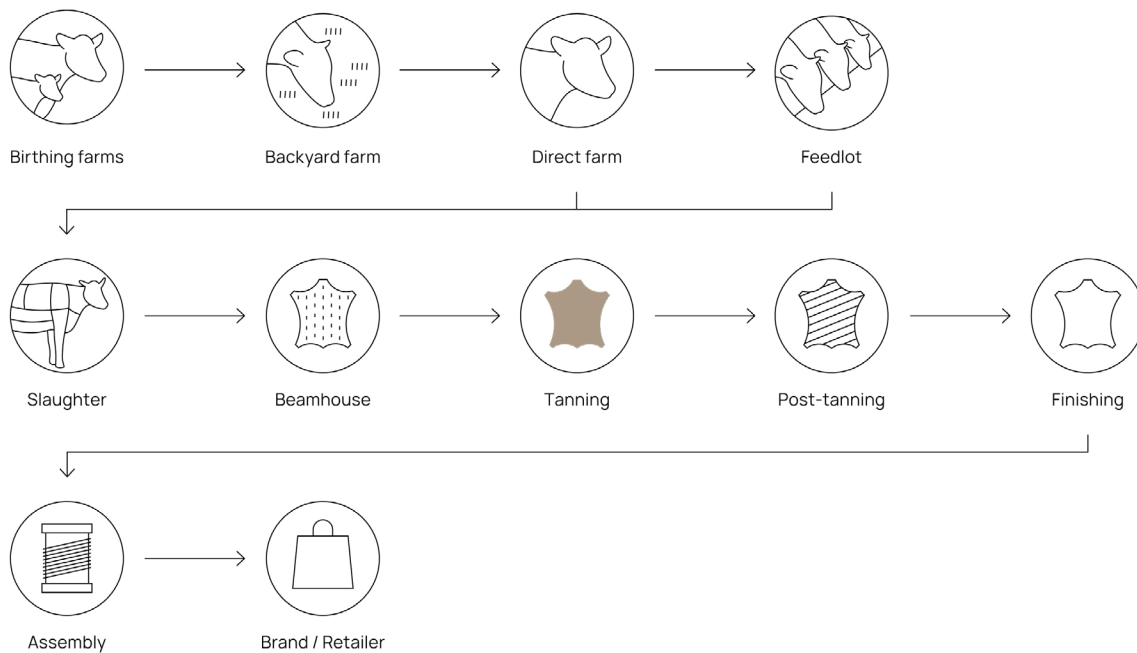 Birthing farms
Backyard farm
Direct farm
Feedlot
Slaughter
Beamhouse
Tanning
Post-tanning
Finishing
Assembly
Brand / Retailer